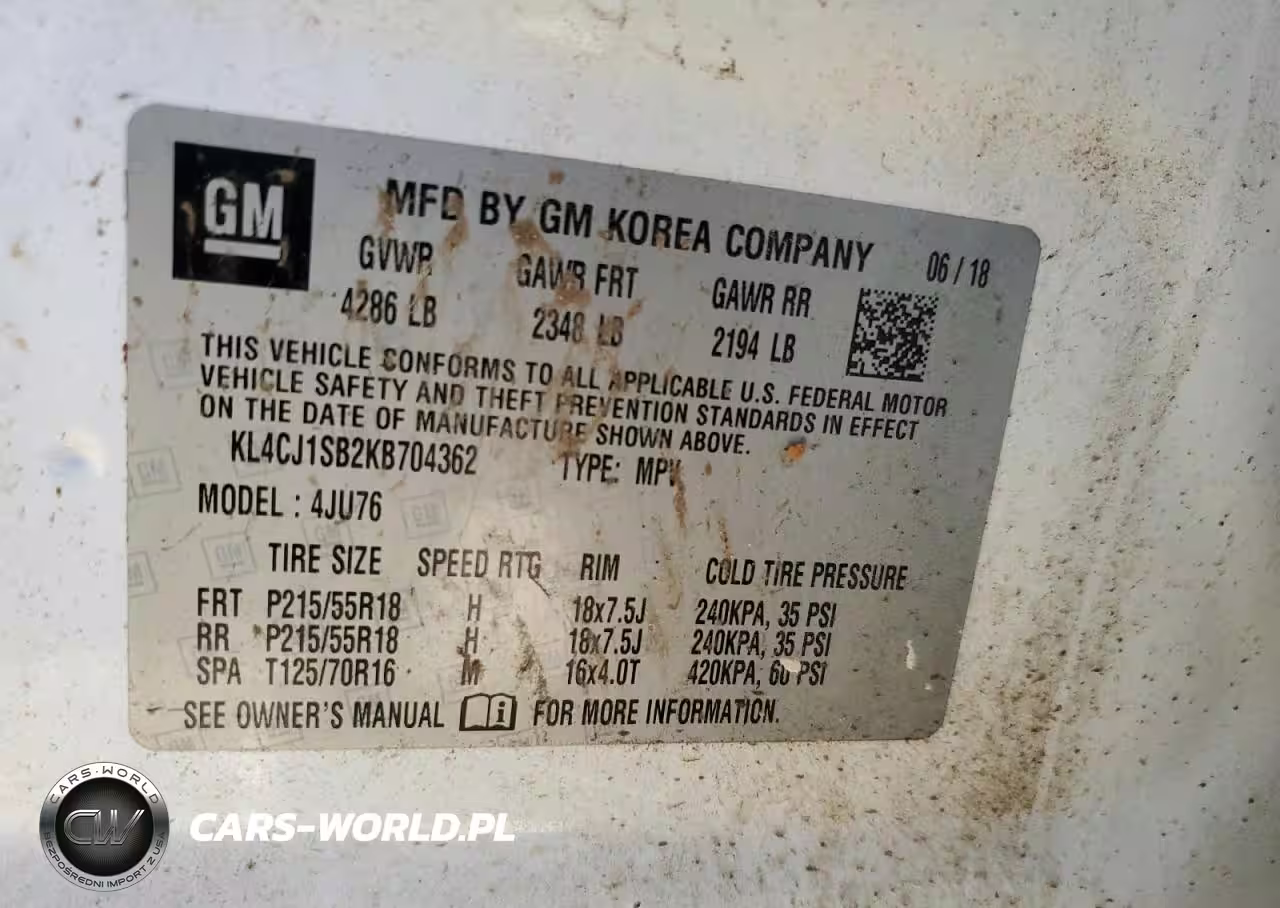 GM
MFD BY GM KOREA COMPANY 06 / 18
GVWR GAWR FRT GAWR RR
4286 LB 2348 LB 2194 LB
THIS VEHICLE CONFORMS TO ALL APPLICABLE U.S. FEDERAL MOTOR
VEHICLE SAFETY AND THEFT PREVENTION STANDARDS IN EFFECT
ON THE DATE OF MANUFACTURE SHOWN ABOVE.
KL4CJ1SB2KB704362 TYPE: MPV
MODEL : 4JU76
TIRE SIZE SPEED RTG RIM COLD TIRE PRESSURE
FRT P215/55R18 H 18x7.5J 240KPA, 35 PSI
RR P215/55R18 H 18x7.5J 240KPA, 35 PSI
SPA T125/70R16 M 16x4.0T 420KPA, 60 PSI
SEE OWNER'S MANUAL i FOR MORE INFORMATION.
CARS-WORLD
CW
BEZPOŚREDNI IMPORT Z USA
CARS-WORLD.PL